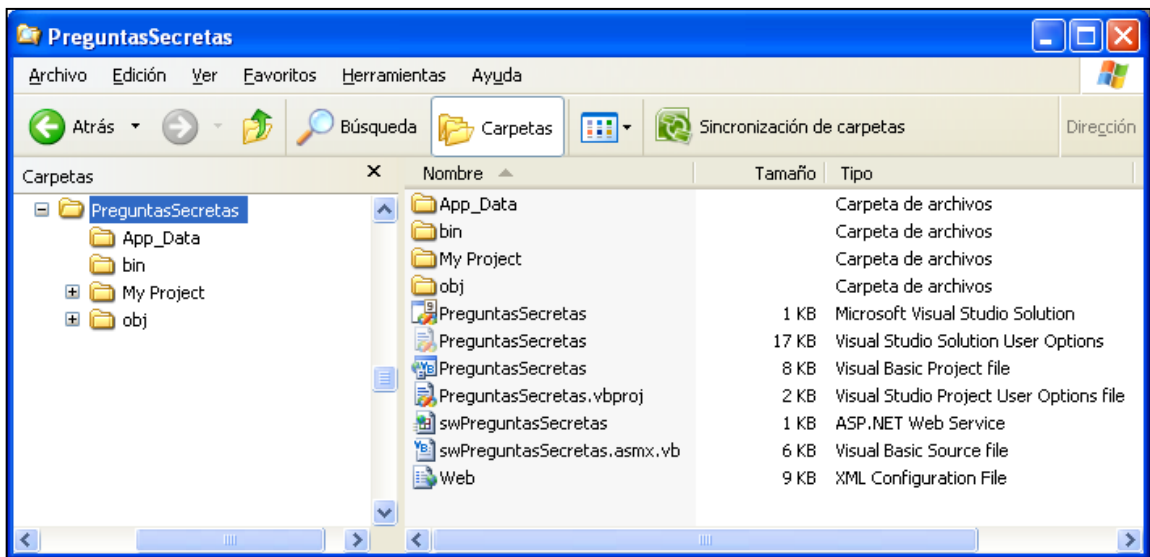 PreguntasSecretas
Archivo Edición Ver Favoritos Herramientas Ayuda
Atrás Búsqueda Carpetas Sincronización de carpetas Dirección
Carpetas X Nombre Tamaño Tipo
PreguntasSecretas
App_Data
bin
My Project
obj
App_Data Carpeta de archivos
bin Carpeta de archivos
My Project Carpeta de archivos
obj Carpeta de archivos
PreguntasSecretas 1 KB Microsoft Visual Studio Solution
PreguntasSecretas 17 KB Visual Studio Solution User Options
PreguntasSecretas 8 KB Visual Basic Project file
PreguntasSecretas.vbproj 2 KB Visual Studio Project User Options file
swPreguntasSecretas 1 KB ASP.NET Web Service
swPreguntasSecretas.asmx.vb 6 KB Visual Basic Source file
Web 9 KB XML Configuration File